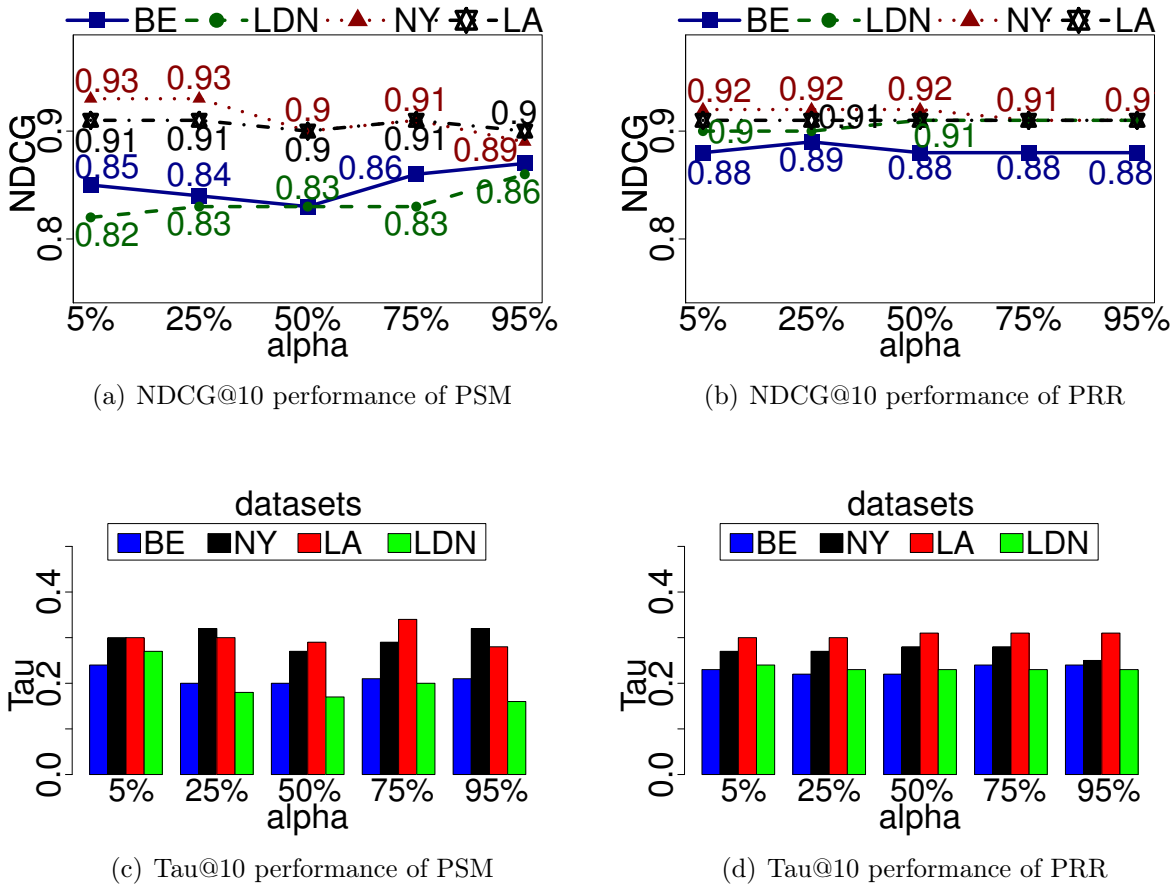 BE LDN NY LA
NDCG
0.9
0.8
0.93 0.93 0.9 0.91 0.9
0.91 0.91 0.9 0.91 0.89
0.85 0.84 0.83 0.86 0.86
0.82 0.83 0.83
5% 25% 50% 75% 95%
alpha
(a) NDCG@10 performance of PSM
BE LDN NY LA
NDCG
0.9
0.8
0.92 0.92 0.92 0.91 0.9
0.9 0.91 0.91
0.88 0.89 0.88 0.88 0.88
5% 25% 50% 75% 95%
alpha
(b) NDCG@10 performance of PRR
datasets
BE NY LA LDN
Tau
0.4
0.2
0.0
5% 25% 50% 75% 95%
alpha
(c) Tau@10 performance of PSM
datasets
BE NY LA LDN
Tau
0.4
0.2
0.0
5% 25% 50% 75% 95%
alpha
(d) Tau@10 performance of PRR